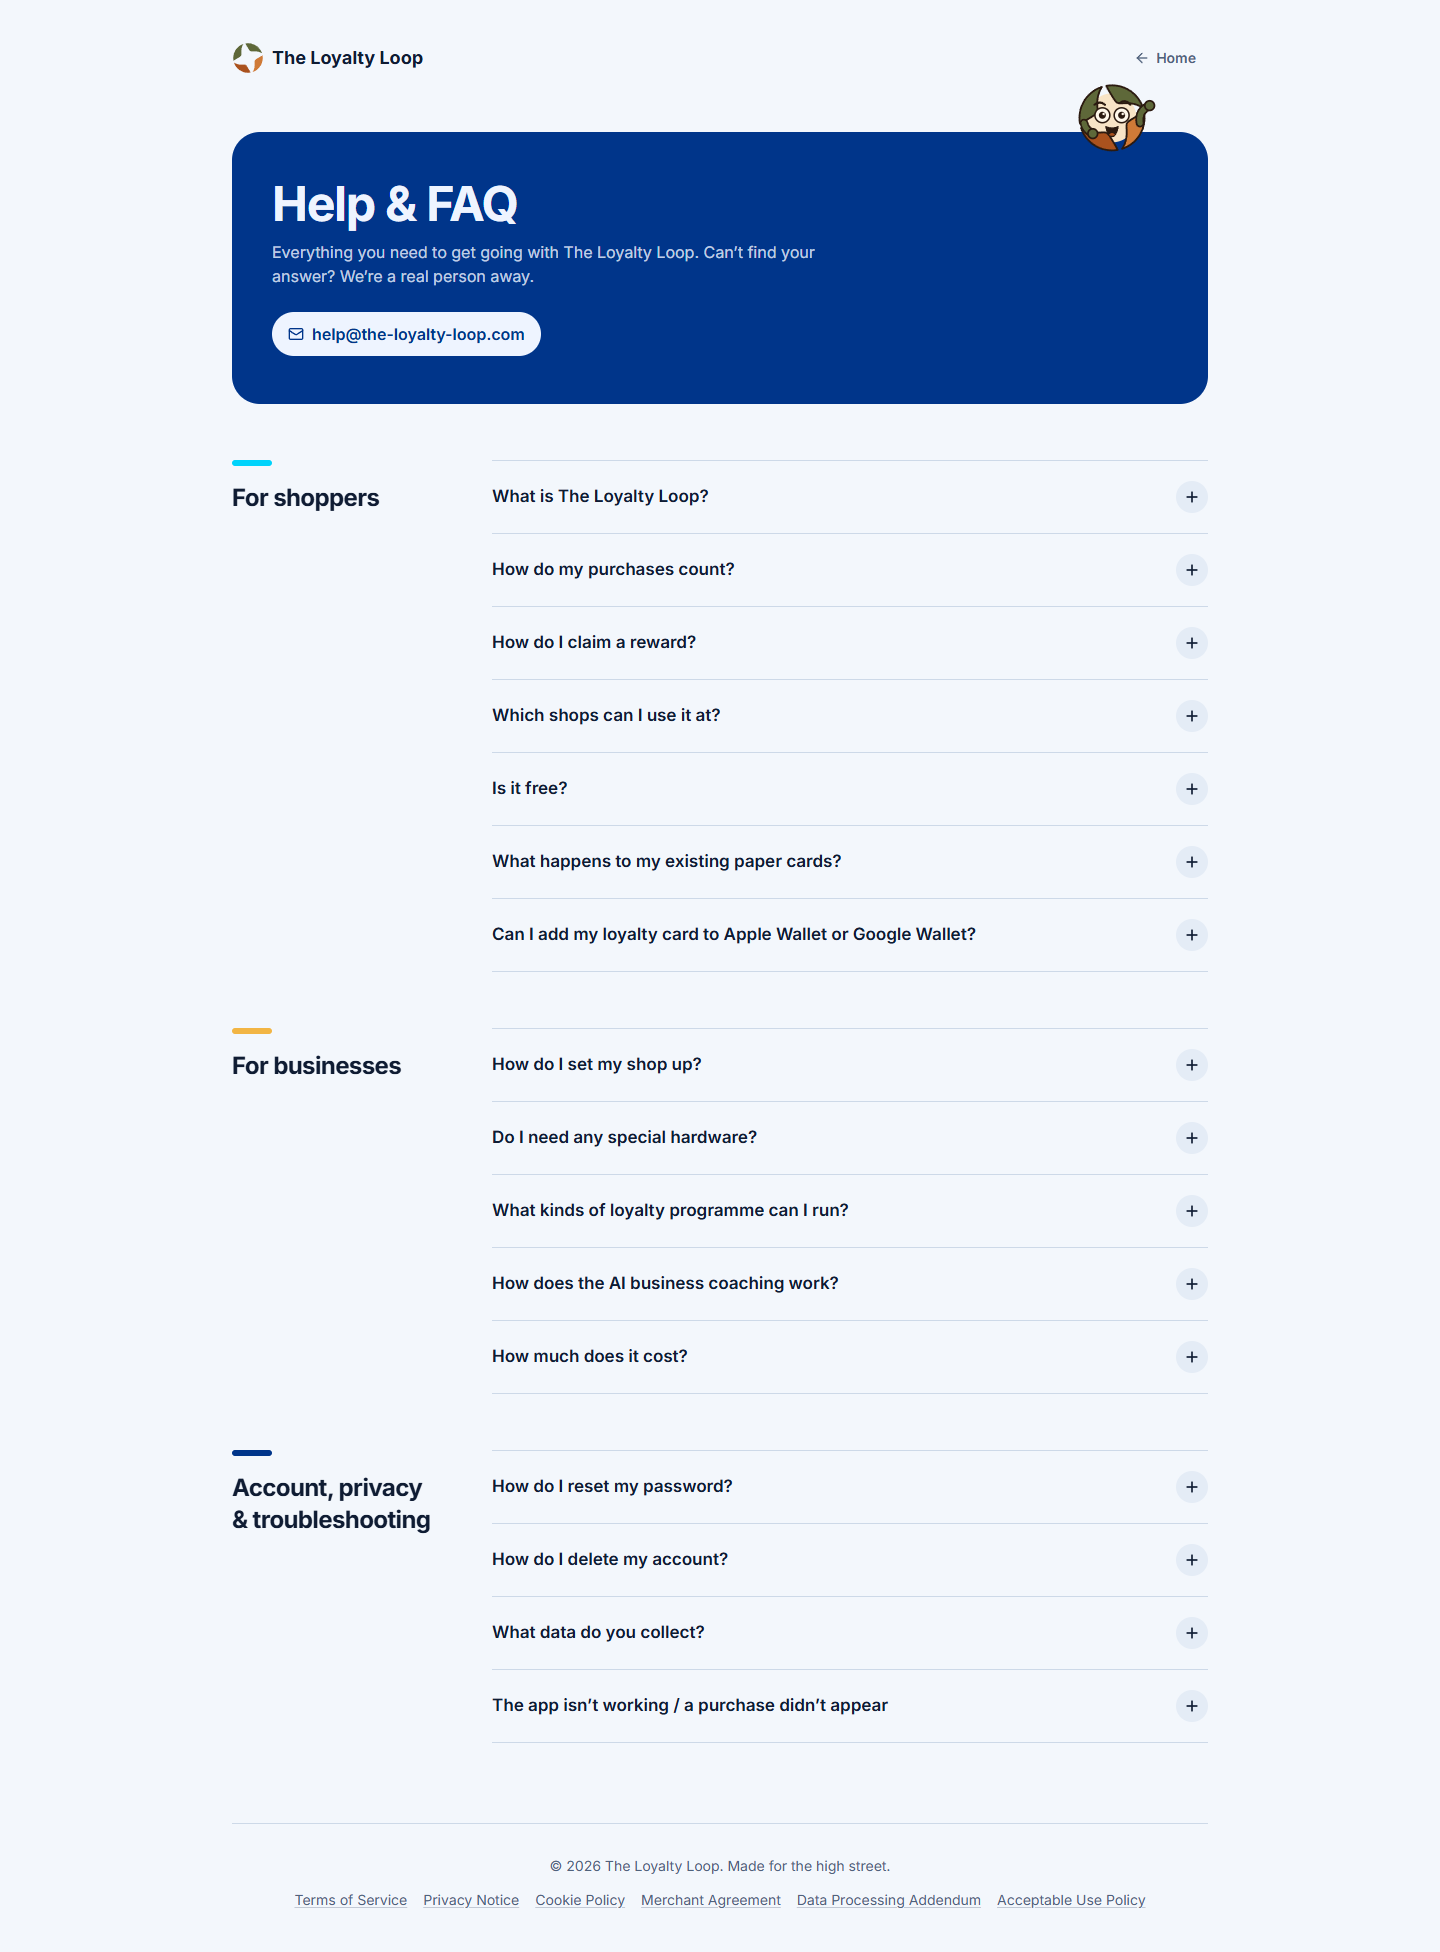 The Loyalty Loop
Home
Help & FAQ
Everything you need to get going with The Loyalty Loop. Can’t find your
answer? We’re a real person away.
help@the-loyalty-loop.com
For shoppers
What is The Loyalty Loop?
How do my purchases count?
How do I claim a reward?
Which shops can I use it at?
Is it free?
What happens to my existing paper cards?
Can I add my loyalty card to Apple Wallet or Google Wallet?
For businesses
How do I set my shop up?
Do I need any special hardware?
What kinds of loyalty programme can I run?
How does the AI business coaching work?
How much does it cost?
Account, privacy
& troubleshooting
How do I reset my password?
How do I delete my account?
What data do you collect?
The app isn’t working / a purchase didn’t appear
© 2026 The Loyalty Loop. Made for the high street.
Terms of Service Privacy Notice Cookie Policy Merchant Agreement Data Processing Addendum Acceptable Use Policy